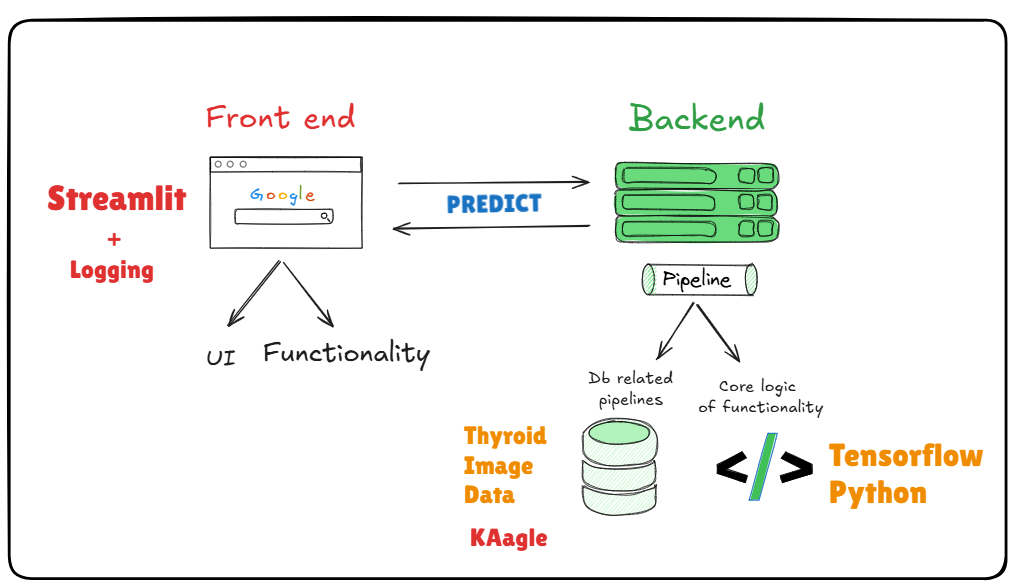 Front end
Backend
Streamlit
+
Logging
Google
PREDICT
Pipeline
UI
Functionality
Db related
pipelines
Core logic
of functionality
Thyroid
Image
Data
KAagle
</>
Tensorflow
Python